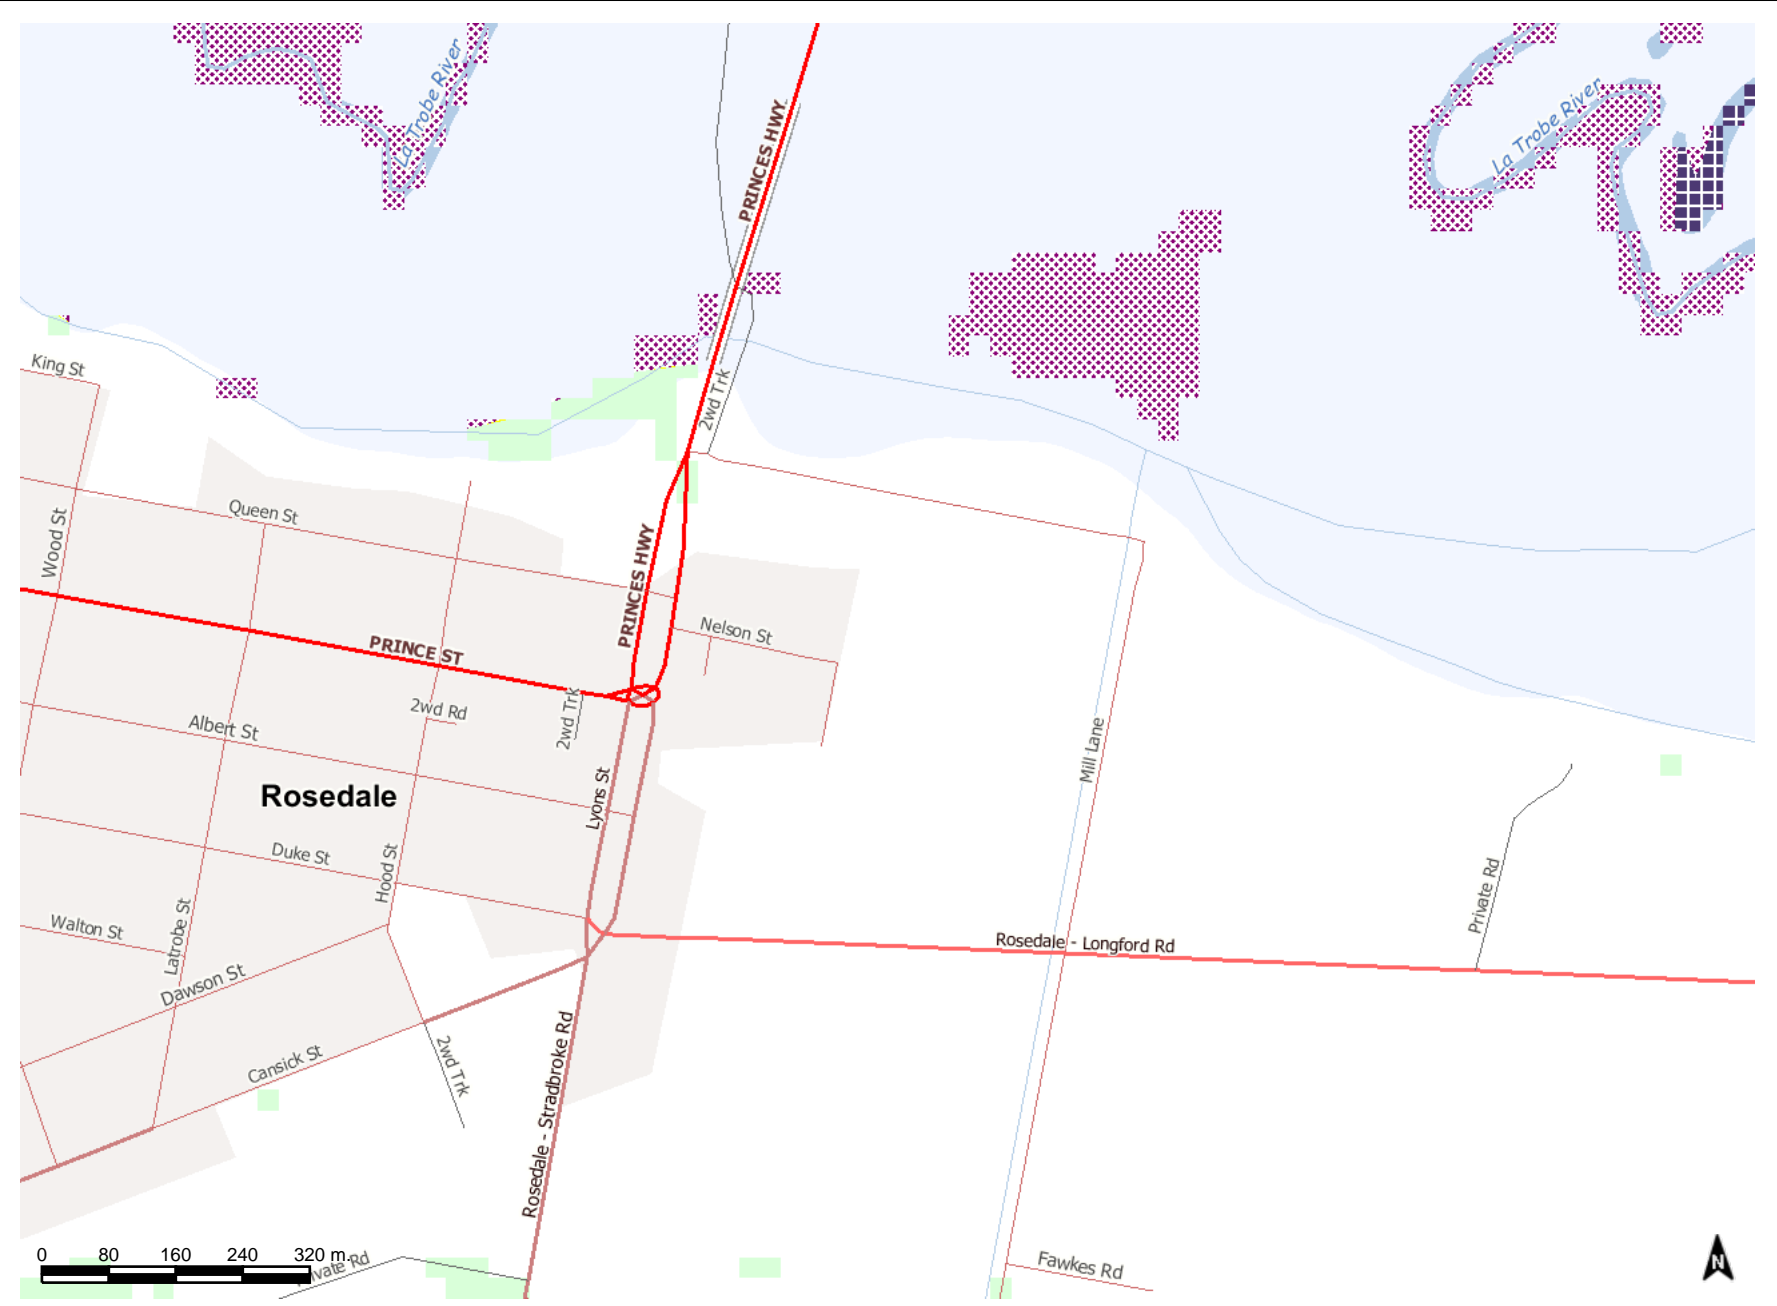 La Trobe River
PRINCES HWY
La Trobe River
King St
2wd Trk
Queen St
Wood St
PRINCES HWY
Nelson St
PRINCE ST
2wd Rd
2wd Trk
Albert St
Mill Lane
Rosedale
Lyons St
Duke St
Hood St
Private Rd
Walton St
Latrobe St
Rosedale - Longford Rd
Dawson St
Cansick St
2wd Trk
Rosedale - Stradbroke Rd
0 80 160 240 320 m.
Private Rd
Fawkes Rd
N